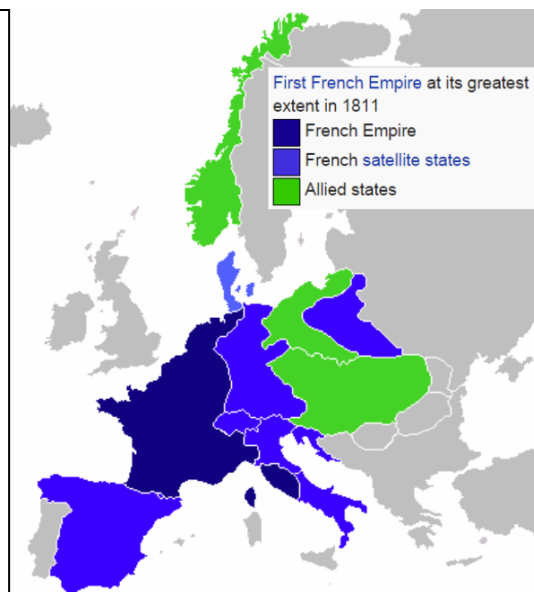 First French Empire at its greatest
extent in 1811
French Empire
French satellite states
Allied states